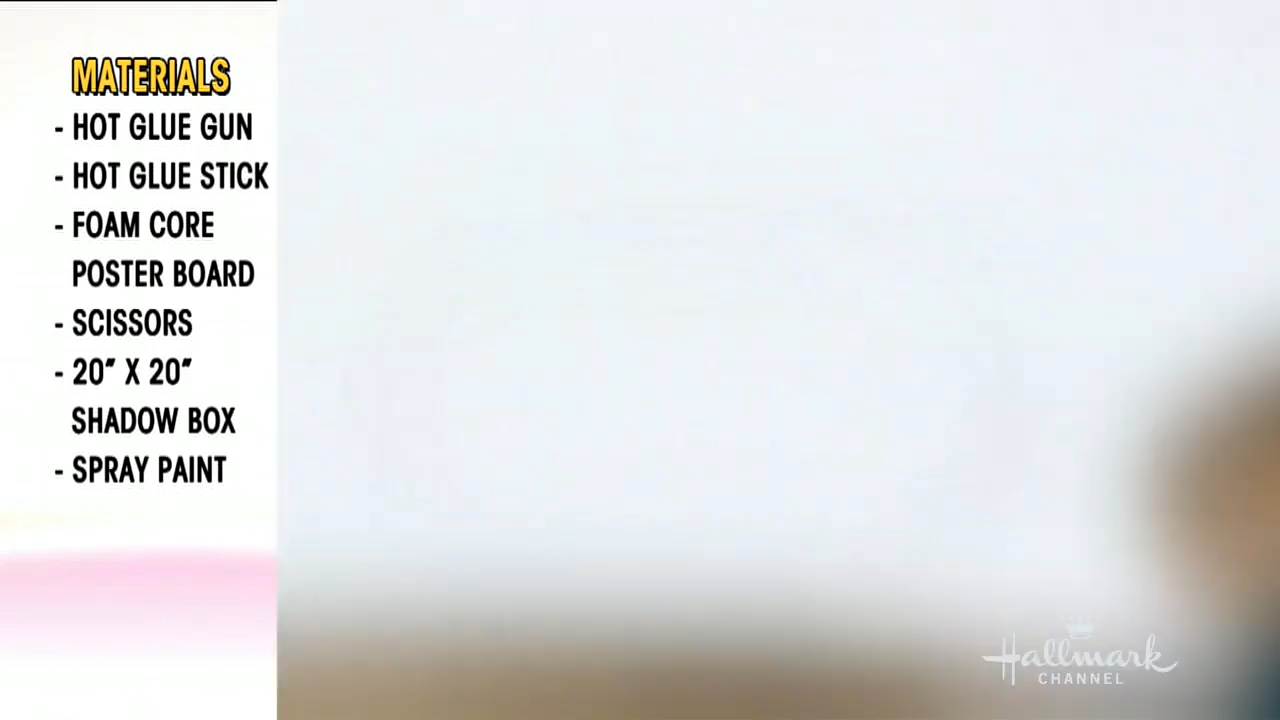 MATERIALS
- HOT GLUE GUN
- HOT GLUE STICK
- FOAM CORE
POSTER BOARD
- SCISSORS
- 20" X 20"
SHADOW BOX
- SPRAY PAINT
Hallmark
CHANNEL